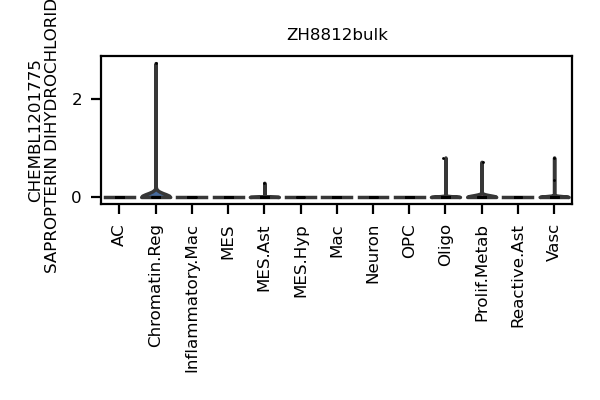 ZH8812bulk
CHEMBL1201775
SAPROPTERIN DIHYDROCHLORID
2
0
AC
Chromatin.Reg
Inflammatory.Mac
MES
MES.Ast
MES.Hyp
Mac
Neuron
OPC
Oligo
Prolif.Metab
Reactive.Ast
Vasc